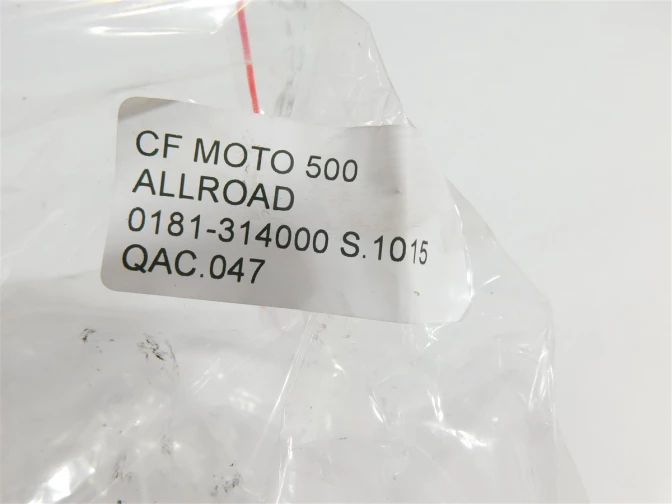 CF MOTO 500
ALLROAD
0181-314000 S.1015
QAC.047